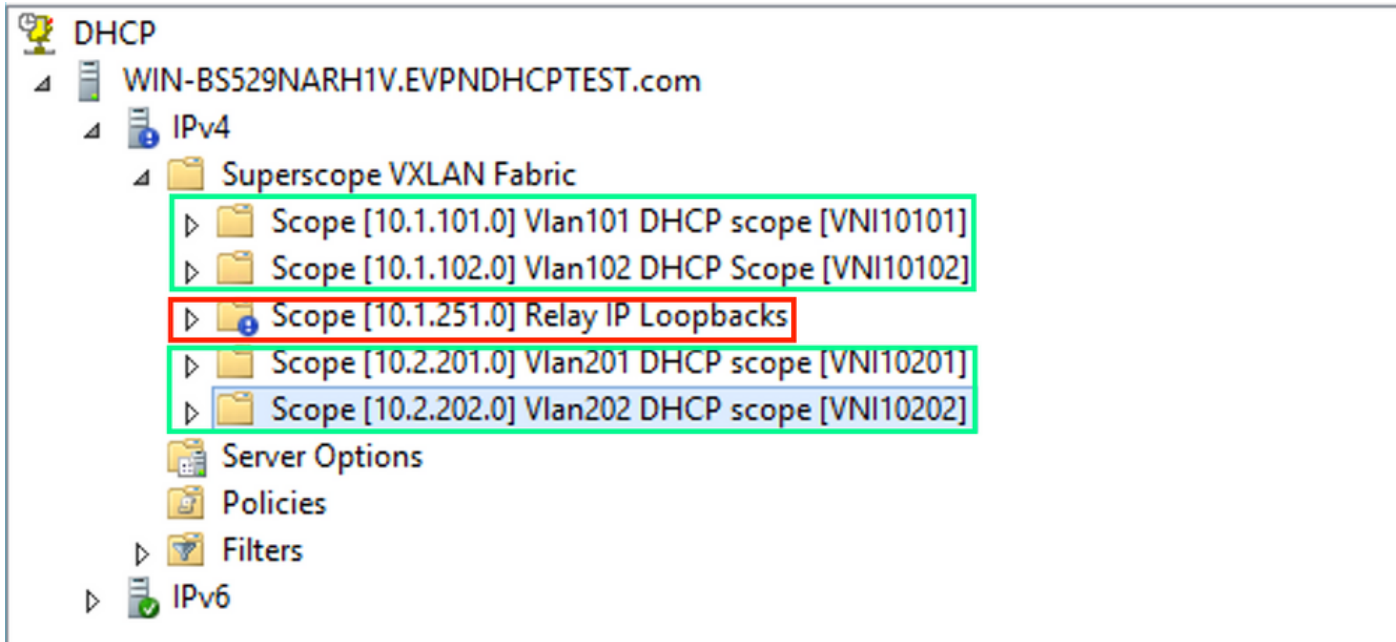 DHCP
WIN-BS529NARH1V.EVPNDHCPTEST.com
IPv4
Superscope VXLAN Fabric
Scope [10.1.101.0] Vlan101 DHCP scope [VNI10101]
Scope [10.1.102.0] Vlan102 DHCP Scope [VNI10102]
Scope [10.1.251.0] Relay IP Loopbacks
Scope [10.2.201.0] Vlan201 DHCP scope [VNI10201]
Scope [10.2.202.0] Vlan202 DHCP scope [VNI10202]
Server Options
Policies
Filters
IPv6